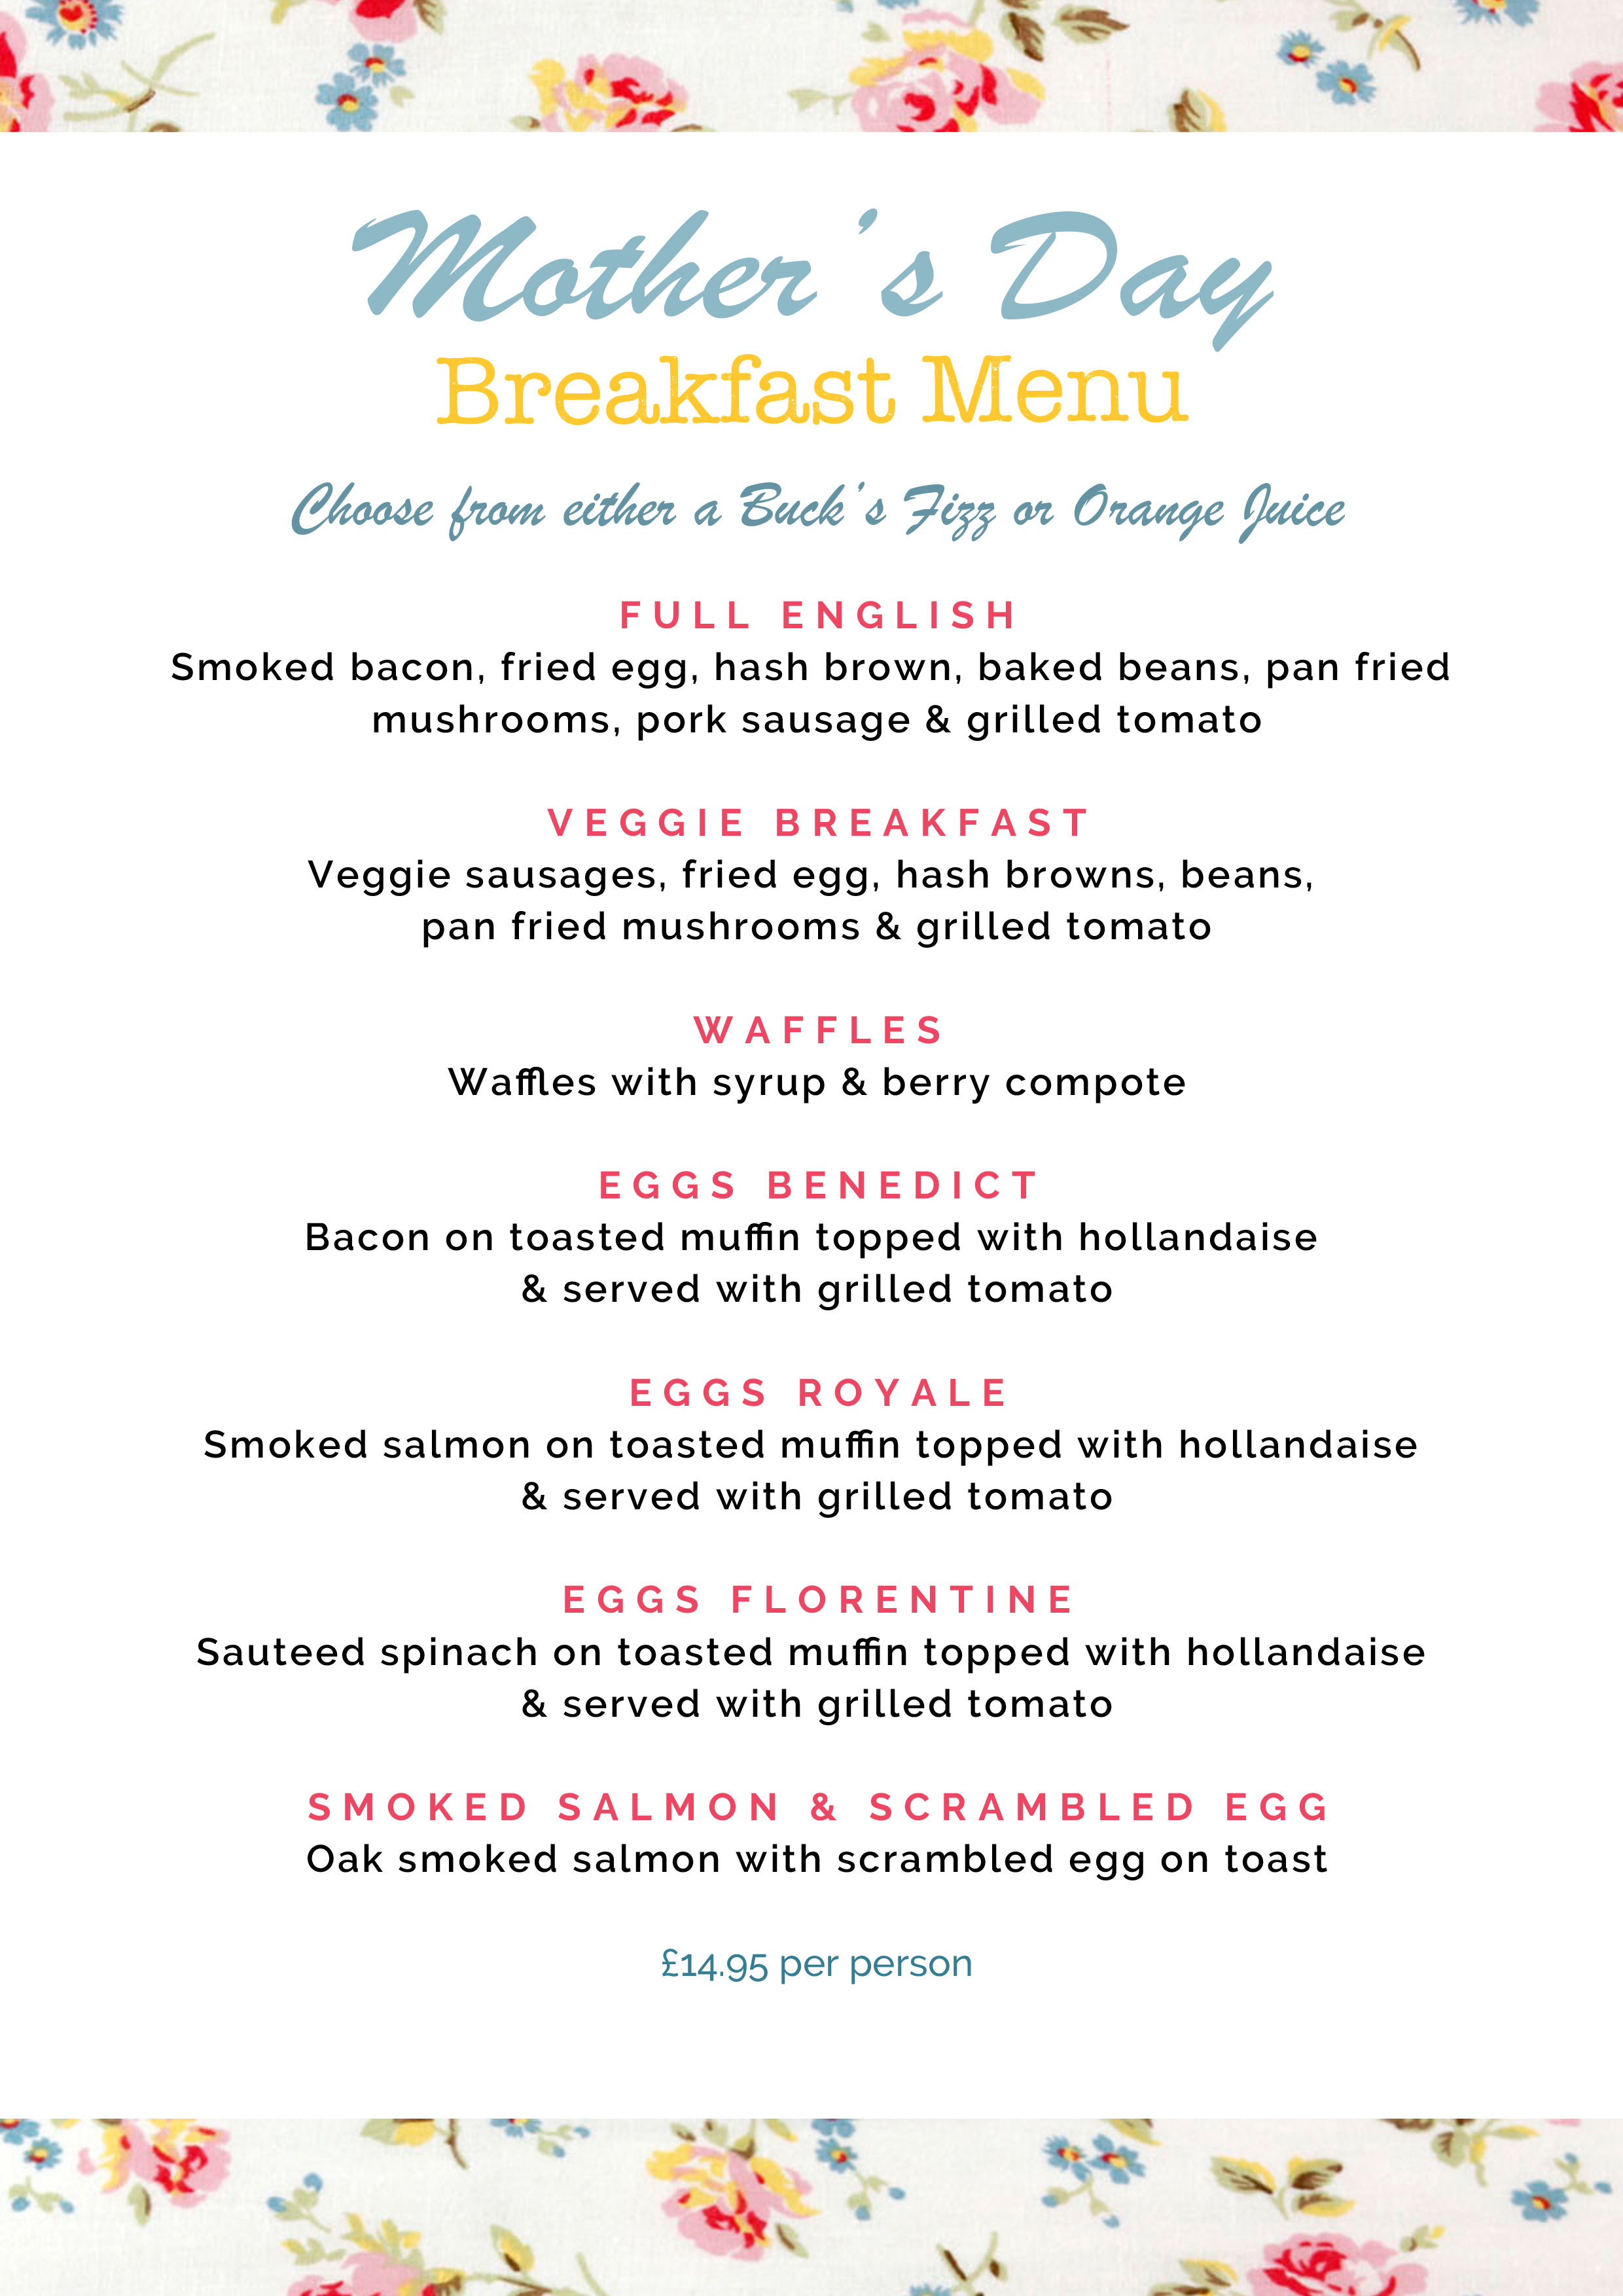 Mother's Day
Breakfast Menu
Choose from either a Buck's Fizz or Orange Juice
FULL ENGLISH
Smoked bacon, fried egg, hash brown, baked beans, pan fried
mushrooms, pork sausage & grilled tomato
VEGGIE BREAKFAST
Veggie sausages, fried egg, hash browns, beans,
pan fried mushrooms & grilled tomato
WAFFLES
Waffles with syrup & berry compote
EGGS BENEDICT
Bacon on toasted muffin topped with hollandaise
& served with grilled tomato
EGGS ROYALE
Smoked salmon on toasted muffin topped with hollandaise
& served with grilled tomato
EGGS FLORENTINE
Sauteed spinach on toasted muffin topped with hollandaise
& served with grilled tomato
SMOKED SALMON & SCRAMBLED EGG
Oak smoked salmon with scrambled egg on toast
£14.95 per person